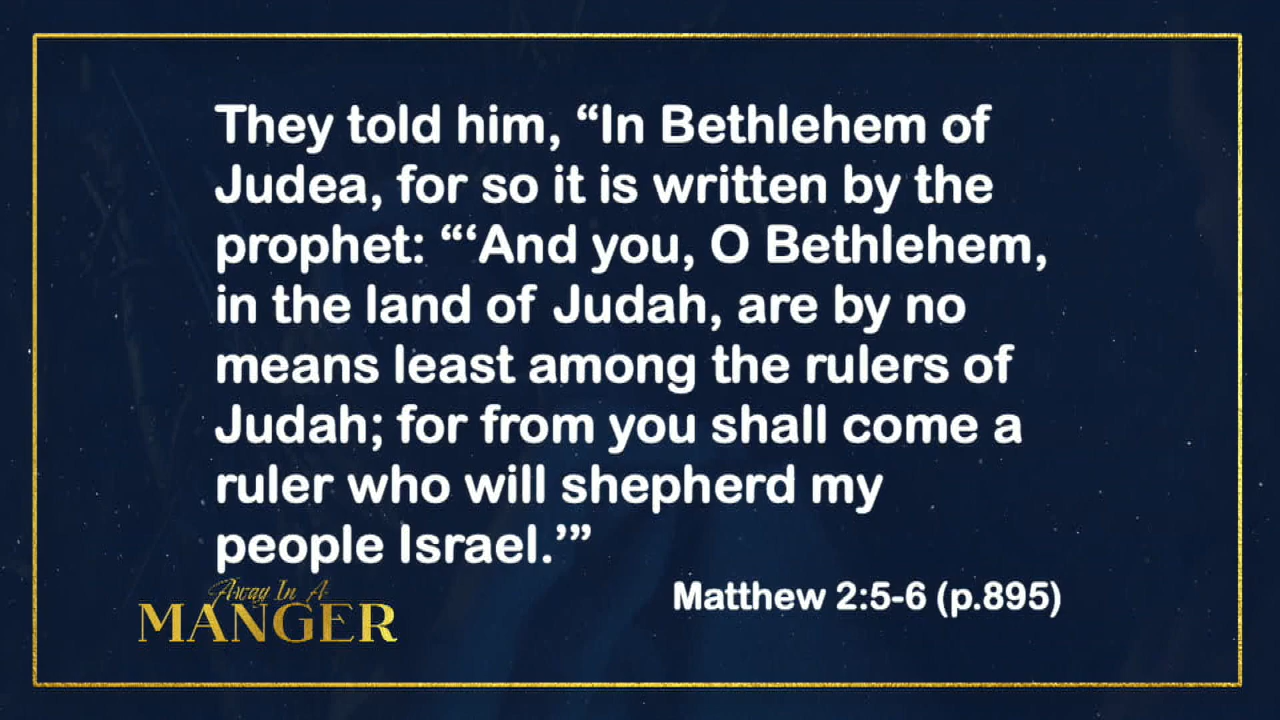 They told him, “In Bethlehem of
Judea, for so it is written by the
prophet: “‘And you, O Bethlehem,
in the land of Judah, are by no
means least among the rulers of
Judah; for from you shall come a
ruler who will shepherd my
people Israel.’”
Matthew 2:5-6 (p.895)
Away In A
MANGER